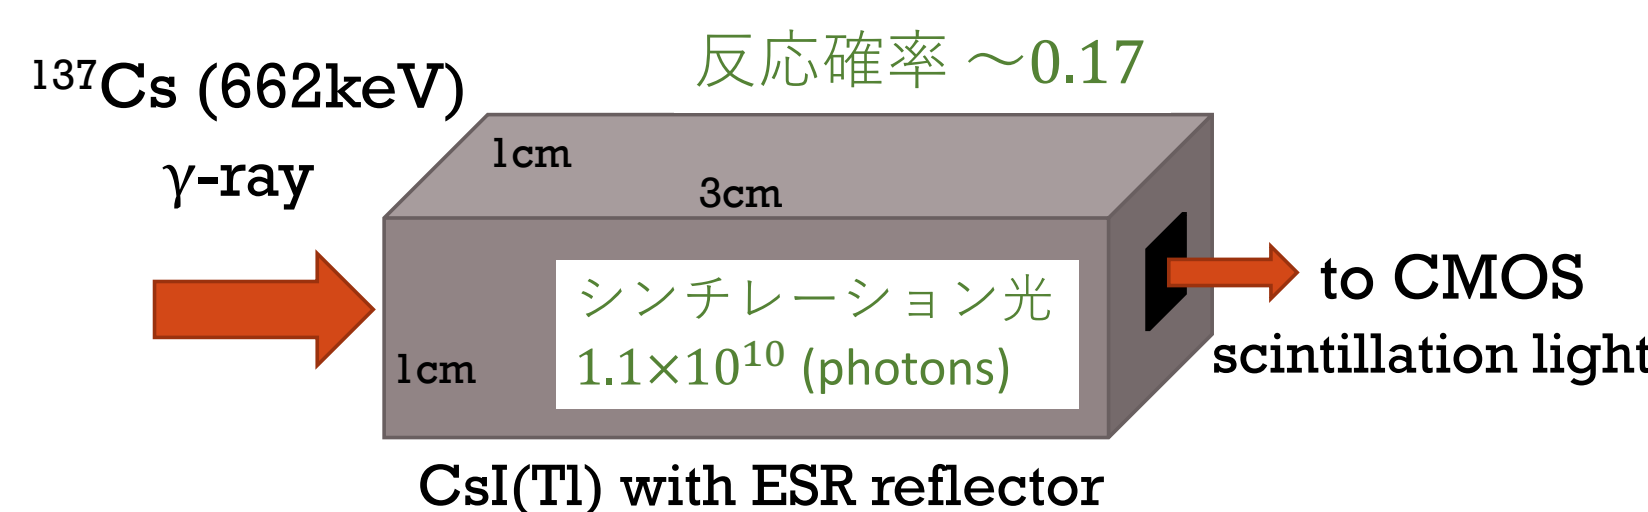 反応確率 ～0.17
¹³⁷Cs (662keV)
γ-ray
1cm
3cm
シンチレーション光
1.1×10¹⁰ (photons)
1cm
to CMOS
scintillation light
CsI(Tl) with ESR reflector